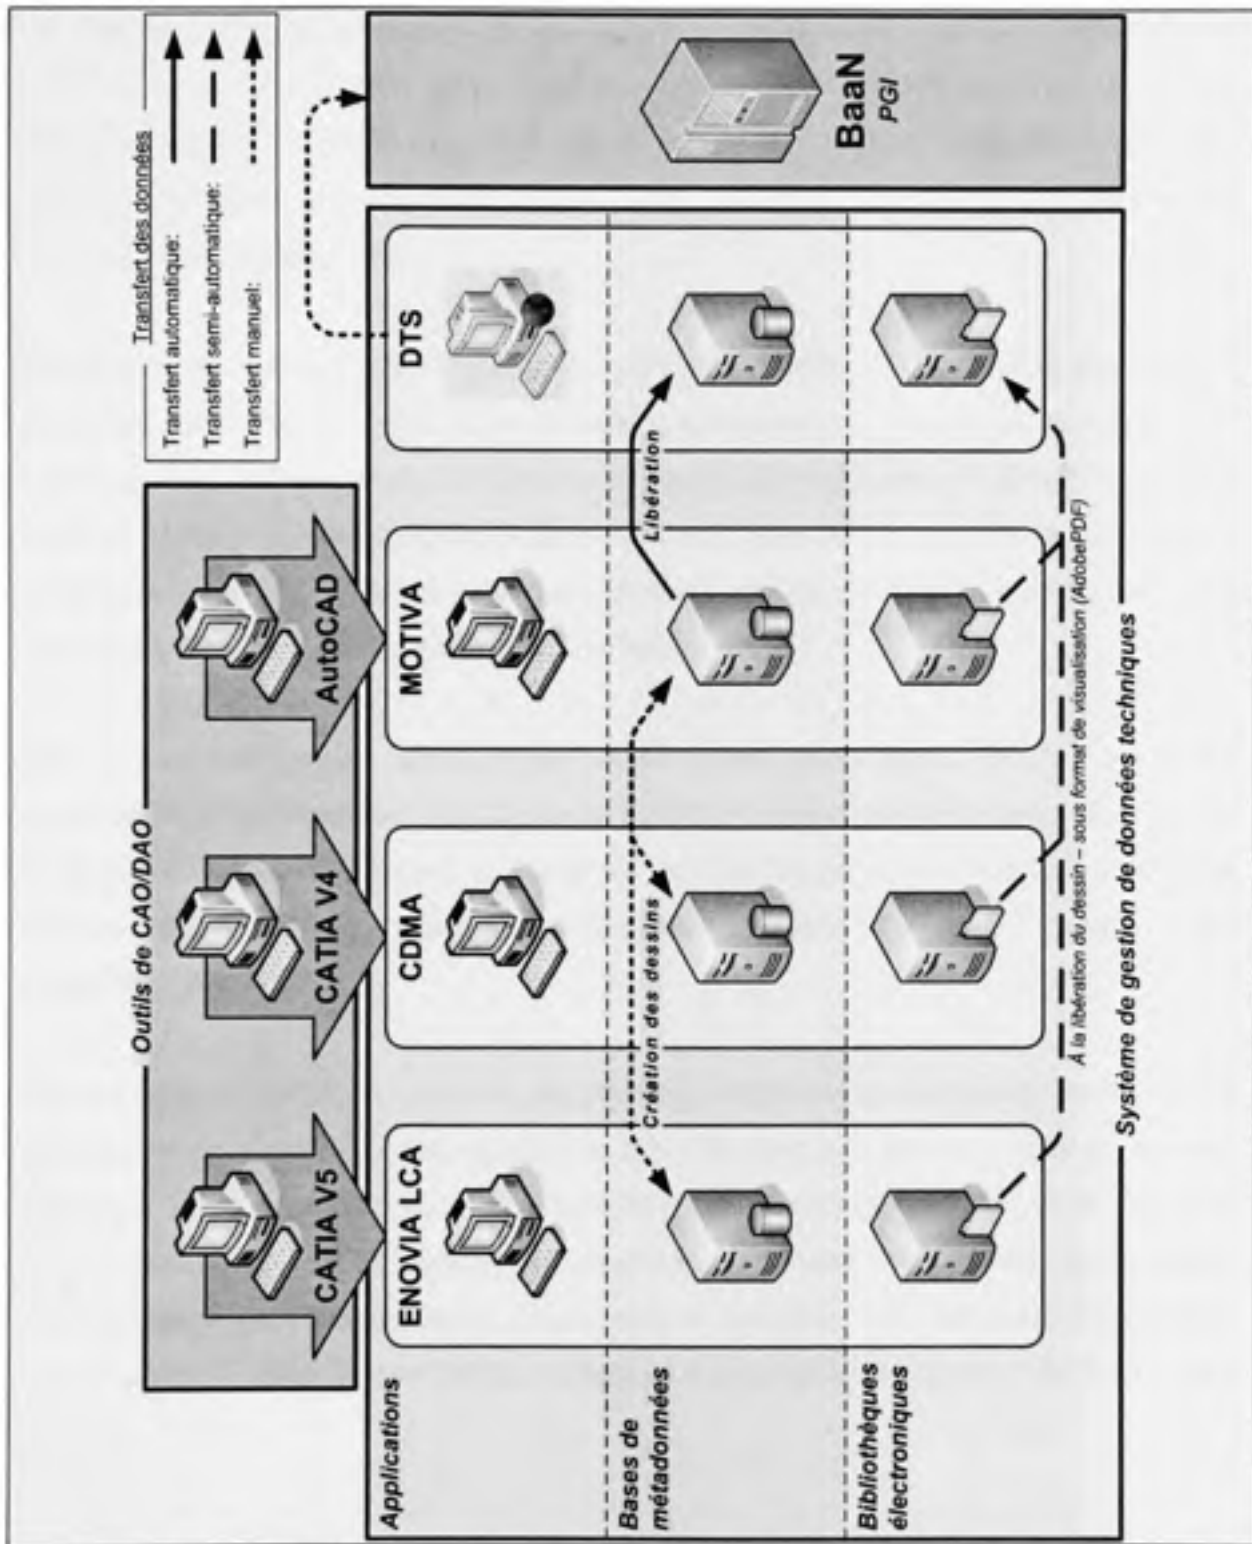 Outils de CAO/DAO
CATIA V5
CATIA V4
AutoCAD
Transfert des données
Transfert automatique:
Transfert semi-automatique:
Transfert manuel:
Applications
ENOVIA LCA
CDMA
MOTIVA
DTS
BaaN
PGI
Bases de
métadonnées
Création des dessins
Libération
Bibliothèques
électroniques
À la libération du dessin – sous format de visualisation (AdobePDF)
Système de gestion de données techniques